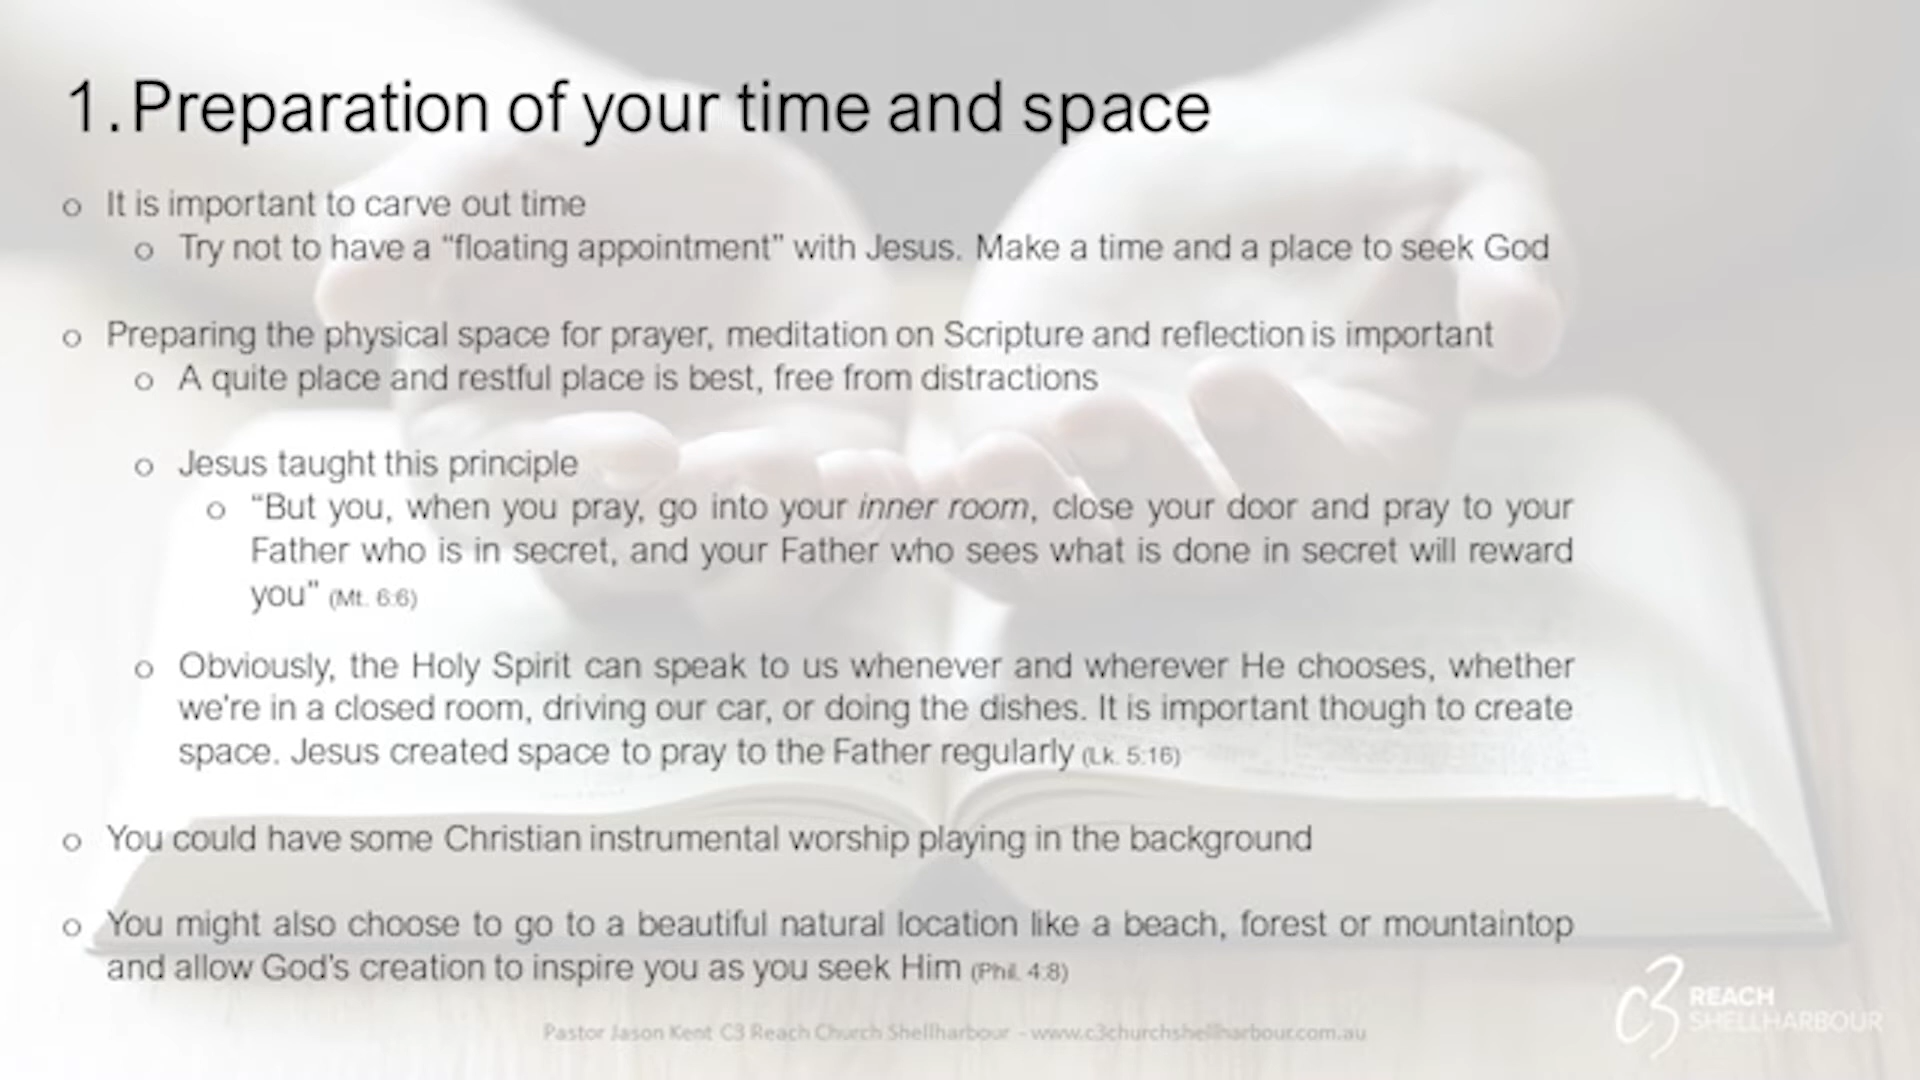 1. Preparation of your time and space
o It is important to carve out time
o Try not to have a “floating appointment” with Jesus. Make a time and a place to seek God
o Preparing the physical space for prayer, meditation on Scripture and reflection is important
o A quite place and restful place is best, free from distractions
o Jesus taught this principle
o “But you, when you pray, go into your inner room, close your door and pray to your
Father who is in secret, and your Father who sees what is done in secret will reward
you” (Mt. 6:6)
o Obviously, the Holy Spirit can speak to us whenever and wherever He chooses, whether
we're in a closed room, driving our car, or doing the dishes. It is important though to create
space. Jesus created space to pray to the Father regularly (Lk. 5:16)
o You could have some Christian instrumental worship playing in the background
o You might also choose to go to a beautiful natural location like a beach, forest or mountaintop
and allow God's creation to inspire you as you seek Him (Phil. 4:8)
Pastor Jason Kent C3 Reach Church Shellharbour - www.c3churchshellharbour.com.au
C3 REACH
SHELLHARBOUR